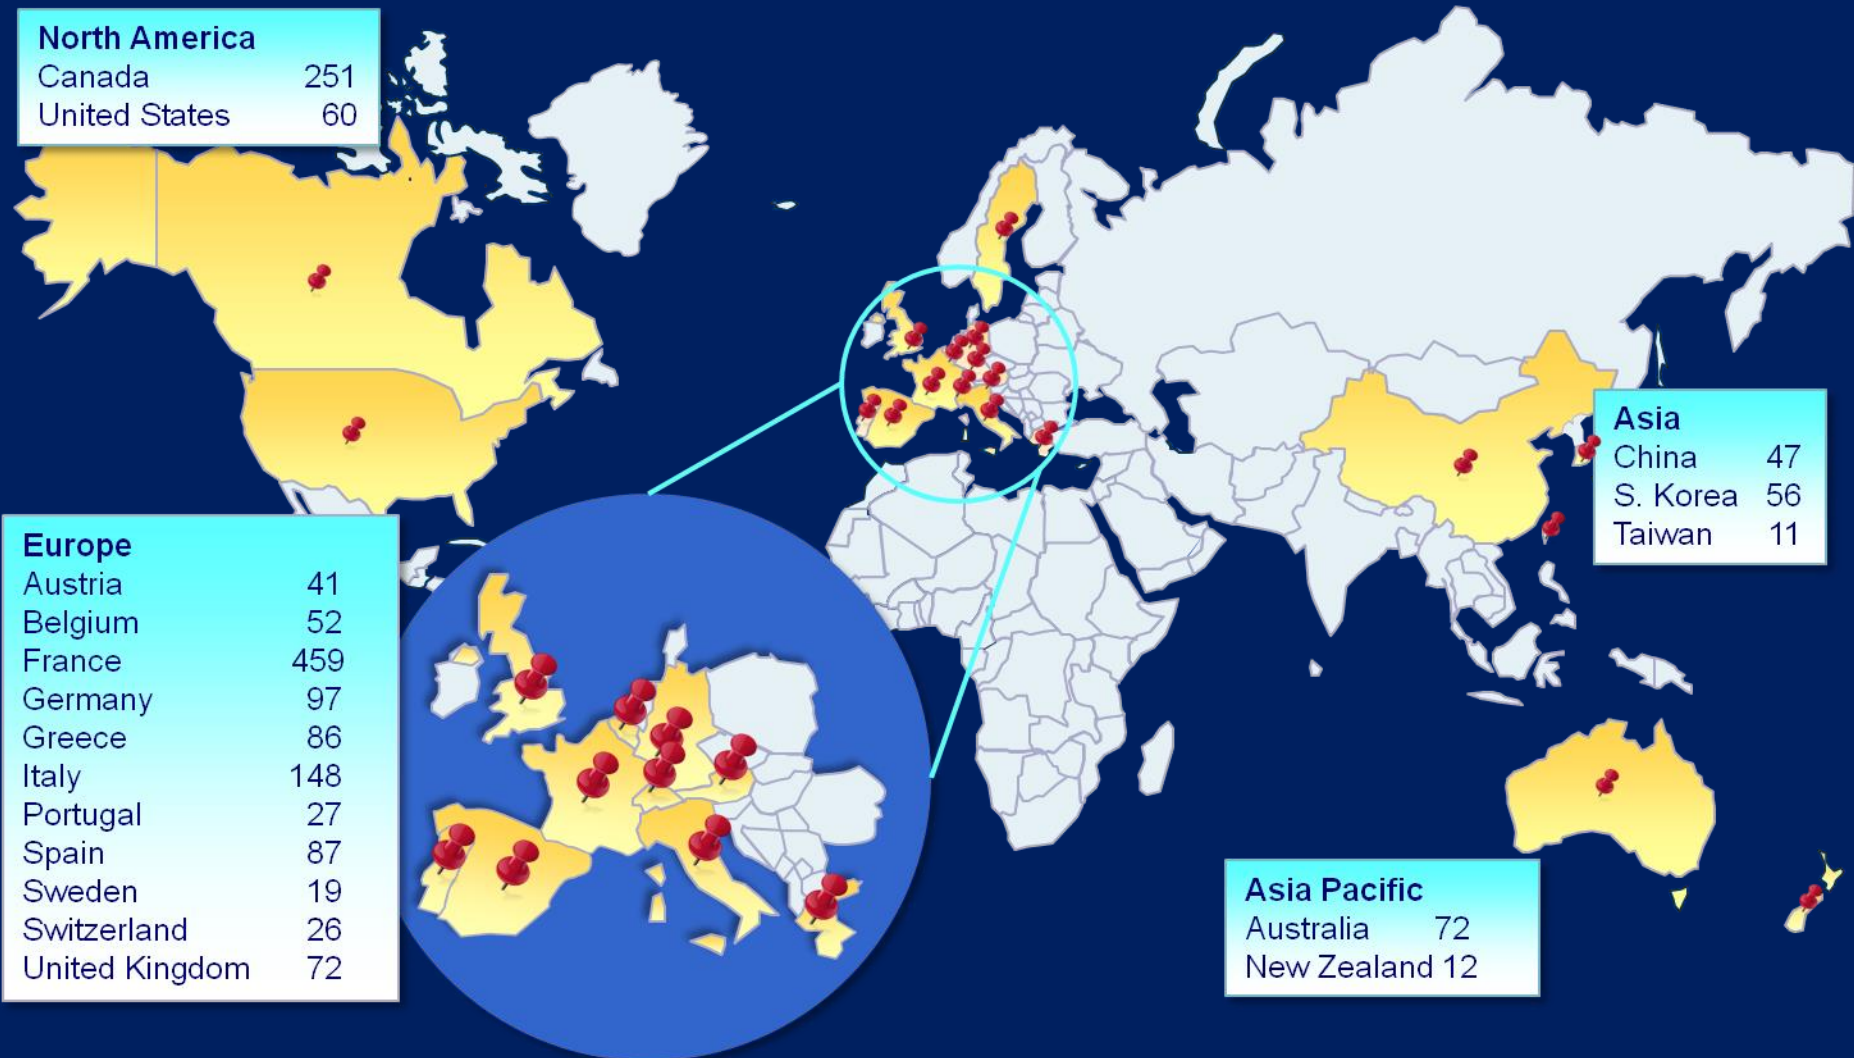 North America
Canada 251
United States 60
Europe
Austria 41
Belgium 52
France 459
Germany 97
Greece 86
Italy 148
Portugal 27
Spain 87
Sweden 19
Switzerland 26
United Kingdom 72
Asia
China 47
S. Korea 56
Taiwan 11
Asia Pacific
Australia 72
New Zealand 12